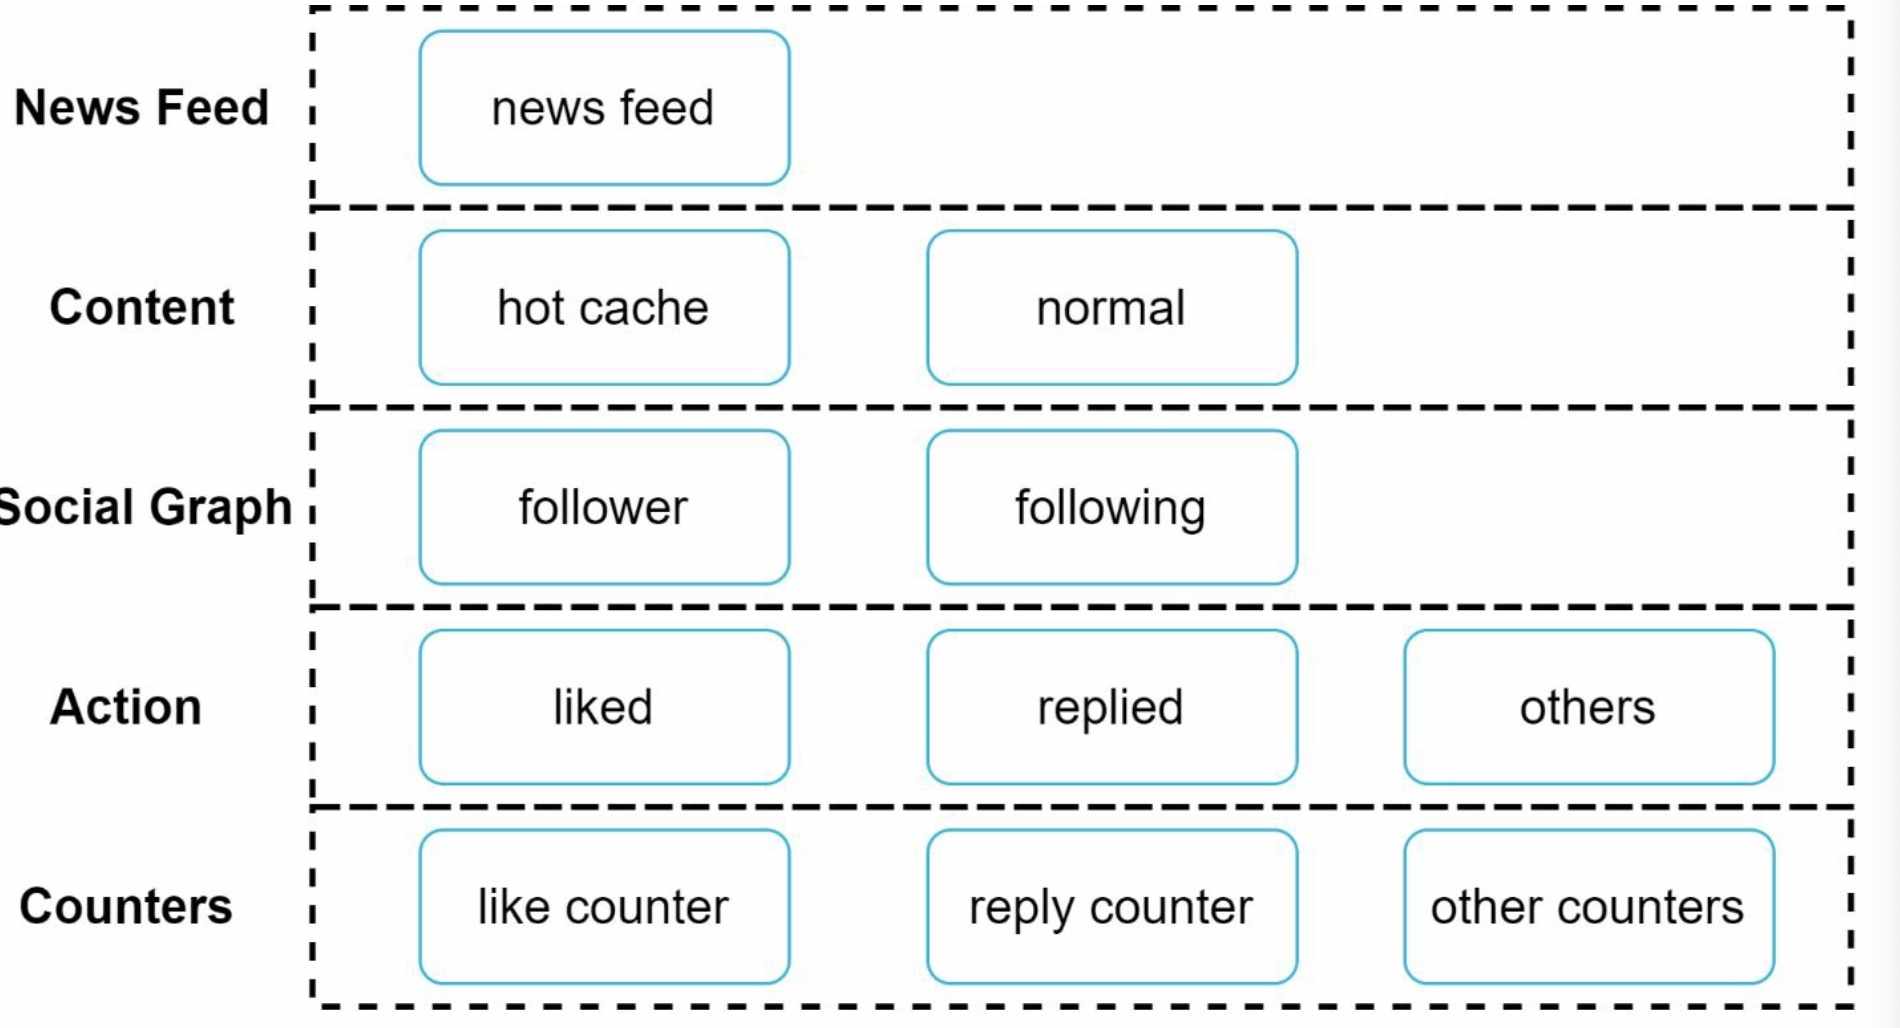 News Feed
news feed
Content
hot cache
normal
Social Graph
follower
following
Action
liked
replied
others
Counters
like counter
reply counter
other counters